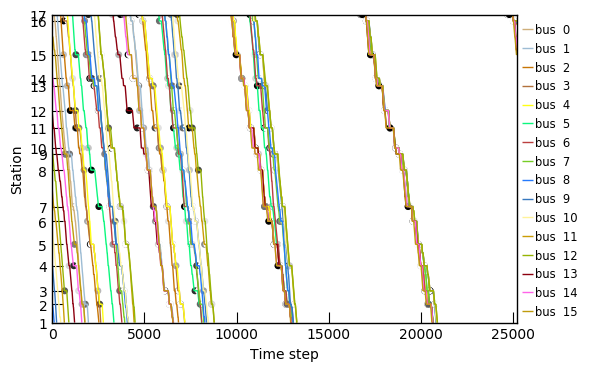 17
16
15
14
13
12
11
10
9
8
7
6
5
4
3
2
1
Station
0
5000
10000
15000
20000
25000
Time step
bus 0
bus 1
bus 2
bus 3
bus 4
bus 5
bus 6
bus 7
bus 8
bus 9
bus 10
bus 11
bus 12
bus 13
bus 14
bus 15